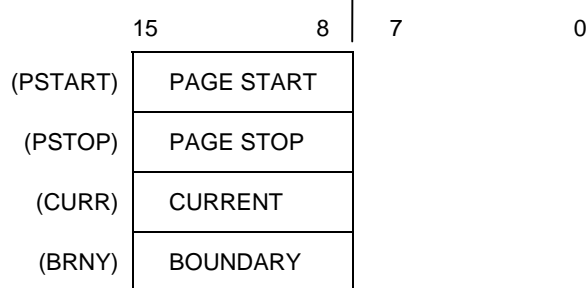 15 8 7 0
(PSTART) PAGE START
(PSTOP) PAGE STOP
(CURR) CURRENT
(BRNY) BOUNDARY